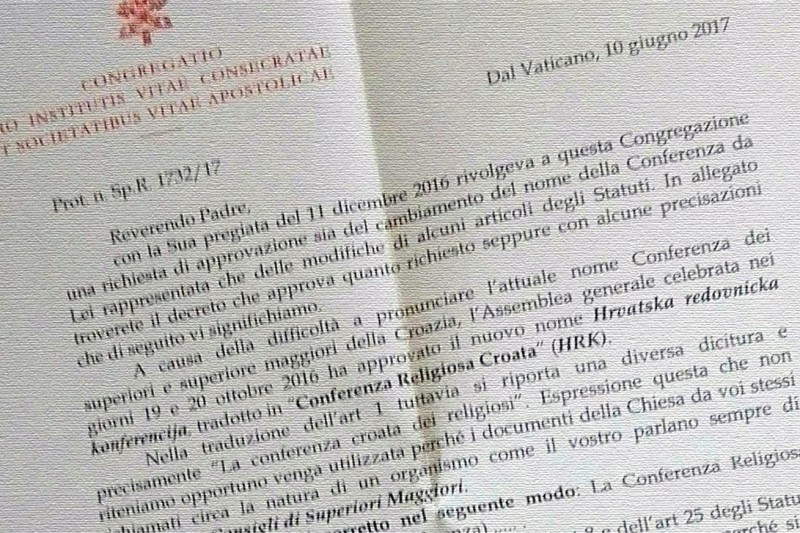 CONGREGATIO
RO INSTITUTIS VITAE CONSECRATAE
T SOCIETATIBUS VITAE APOSTOLICAE
Dal Vaticano, 10 giugno 2017
Prot. n. Sp.R. 1732/17
Reverendo Padre,
con la Sua pregiata del 11 dicembre 2016 rivolgeva a questa Congregazione
una richiesta di approvazione sia del cambiamento del nome della Conferenza da
Lei rappresentata che delle modifiche di alcuni articoli degli Statuti. In allegato
troverete il decreto che approva quanto richiesto seppure con alcune precisazioni
che di seguito vi significhiamo.
A causa della difficoltà a pronunciare l'attuale nome Conferenza dei
superiori e superiore maggiori della Croazia, l'Assemblea generale celebrata nei
giorni 19 e 20 ottobre 2016 ha approvato il nuovo nome Hrvatska redovnicka
konferencija, tradotto in "Conferenza Religiosa Croata" (HRK).
Nella traduzione dell'art 1 tuttavia si riporta una diversa dicitura e
precisamente "La conferenza croata dei religiosi". Espressione questa che non
riteniamo opportuno venga utilizzata perché i documenti della Chiesa da voi stessi
richiamati circa la natura di un organismo come il vostro parlano sempre di
Consigli di Superiori Maggiori.
corretto nel seguente modo: La Conferenza Religiosa
e dell'art 25 degli Statu